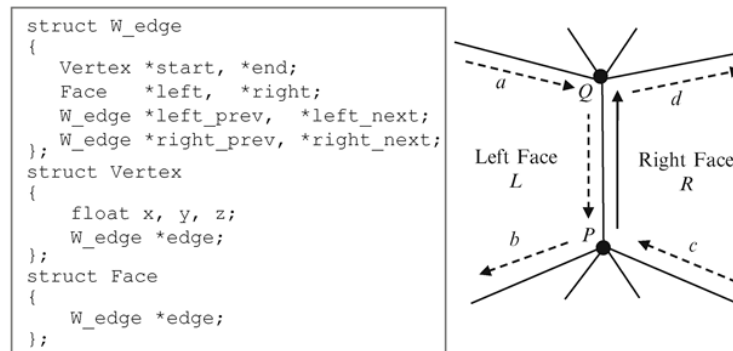 struct W_edge
{
Vertex *start, *end;
Face *left, *right;
W_edge *left_prev, *left_next;
W_edge *right_prev, *right_next;
};
struct Vertex
{
float x, y, z;
W_edge *edge;
};
struct Face
{
W_edge *edge;
};
a
Q
d
Left Face
L
Right Face
R
b
P
c